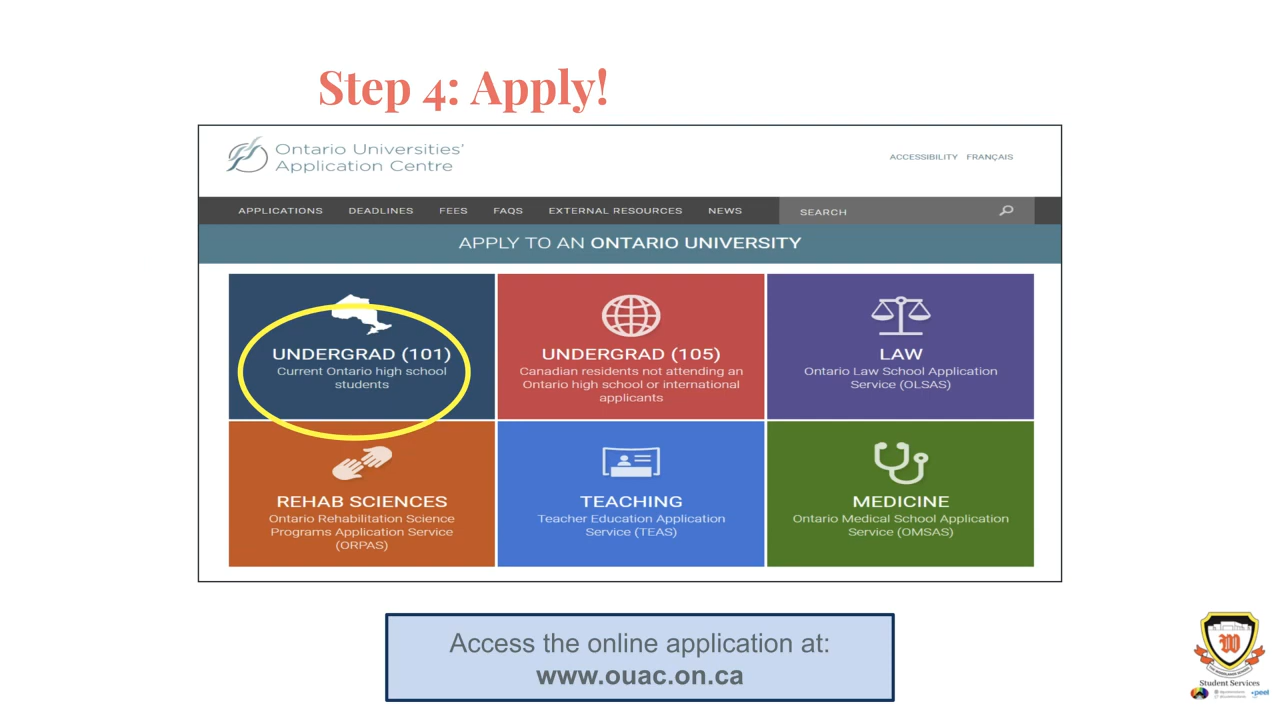 Step 4: Apply!
Ontario Universities'
Application Centre
ACCESSIBILITY FRANÇAIS
APPLICATIONS DEADLINES FEES FAQS EXTERNAL RESOURCES NEWS SEARCH
APPLY TO AN ONTARIO UNIVERSITY
UNDERGRAD (101)
Current Ontario high school
students
UNDERGRAD (105)
Canadian residents not attending an
Ontario high school or international
applicants
LAW
Ontario Law School Application
Service (OLSAS)
REHAB SCIENCES
Ontario Rehabilitation Science
Programs Application Service
(ORPAS)
TEACHING
Teacher Education Application
Service (TEAS)
MEDICINE
Ontario Medical School Application
Service (OMSAS)
Access the online application at:
www.ouac.on.ca
W
Student Services
peel